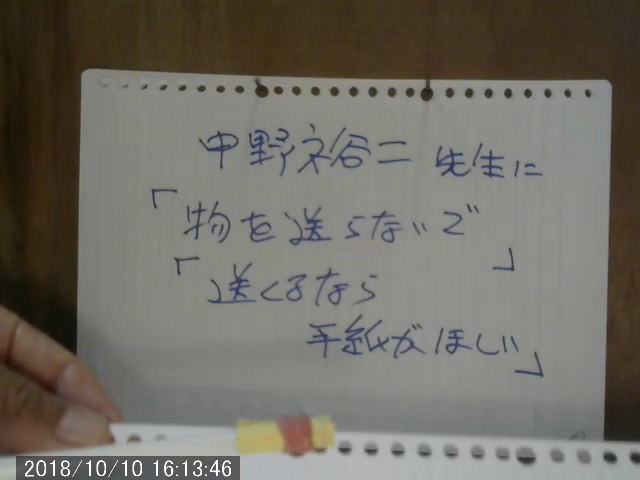 中野裕二 先生に
「物を送らないで」
「送くるなら
手紙がほしい」
2018/10/10 16:13:46